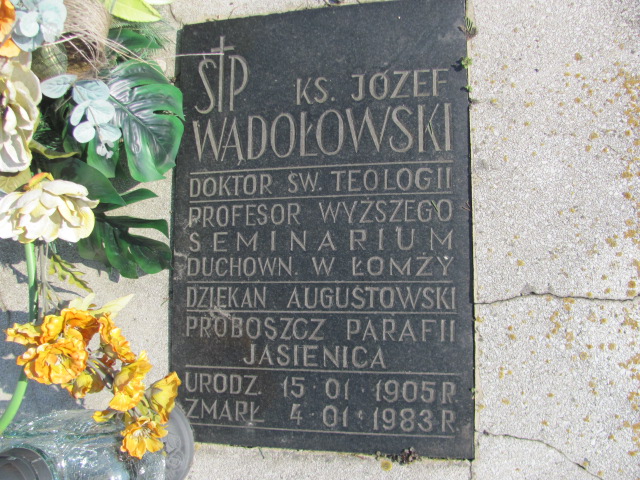 ŚP KS. JÓZEF
WĄDOŁOWSKI
DOKTOR ŚW. TEOLOGII
PROFESOR WYŻSZEGO
SEMINARIUM
DUCHOWN. W ŁOMŻY
DZIEKAN AUGUSTOWSKI
PROBOSZCZ PARAFII
JASIENICA
URODZ. 15 01 1905 R.
ZMARŁ 4 01 1983 R.